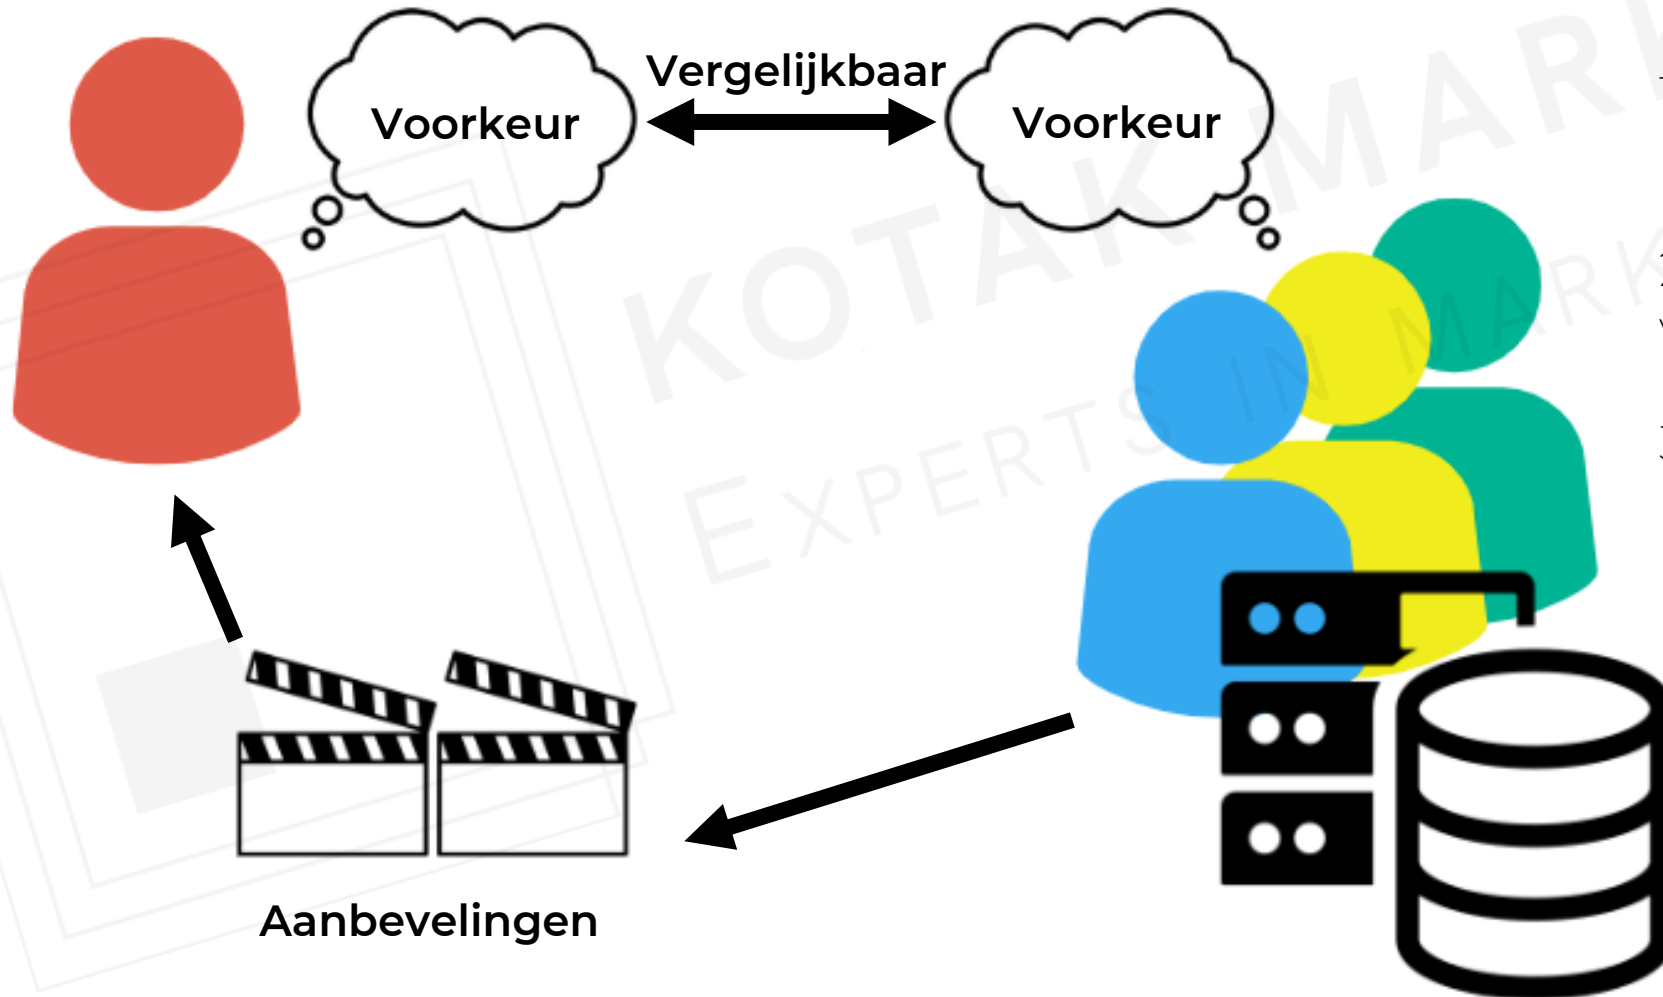 Vergelijkbaar
Voorkeur
Voorkeur
KOTAK MARK
EXPERTS IN MARK
Aanbevelingen